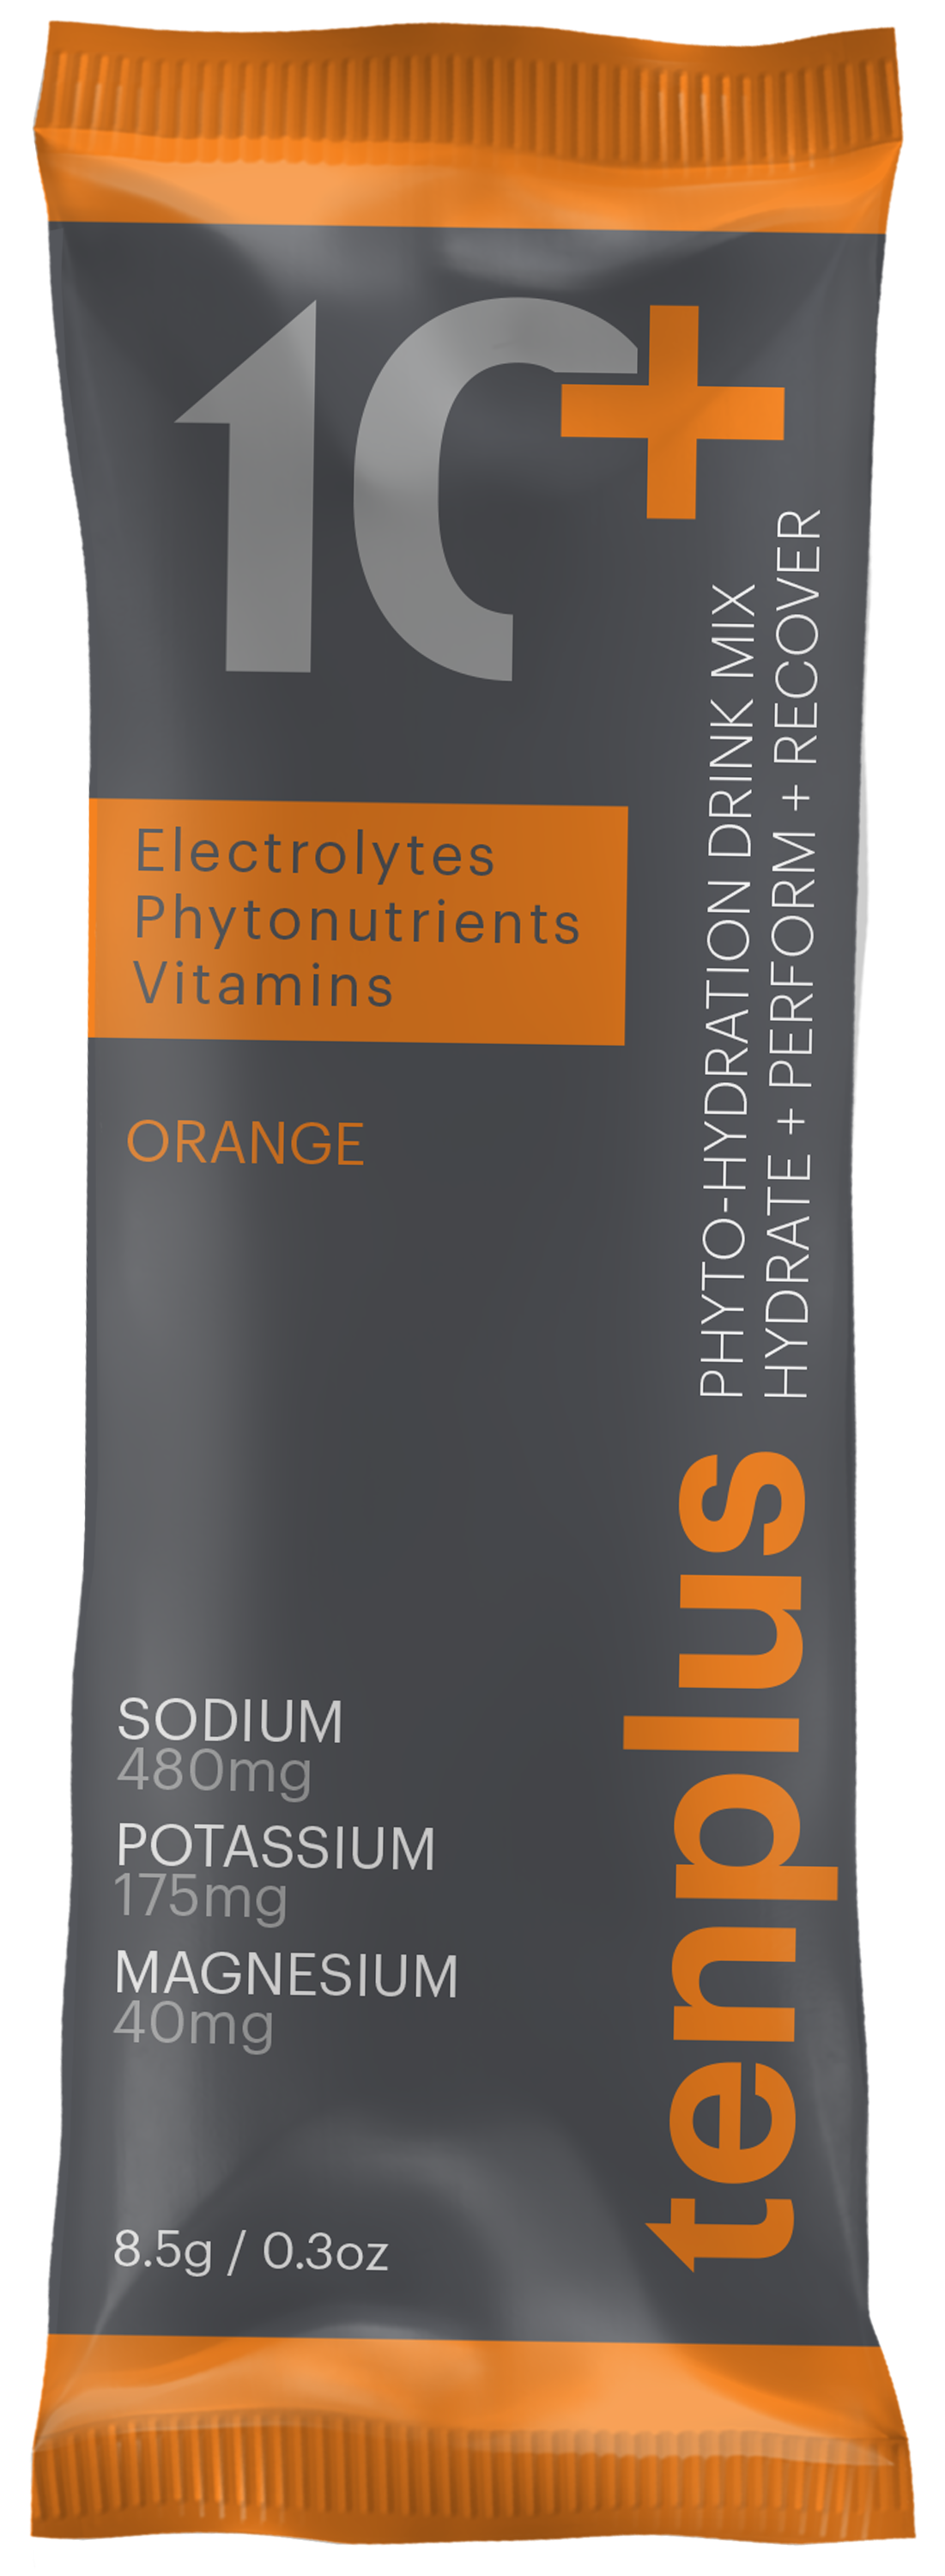 10+
Electrolytes
Phytonutrients
Vitamins
ORANGE
SODIUM
480mg
POTASSIUM
175mg
MAGNESIUM
40mg
8.5g / 0.3oz
tenplus
PHYTO-HYDRATION DRINK MIX
HYDRATE + PERFORM + RECOVER